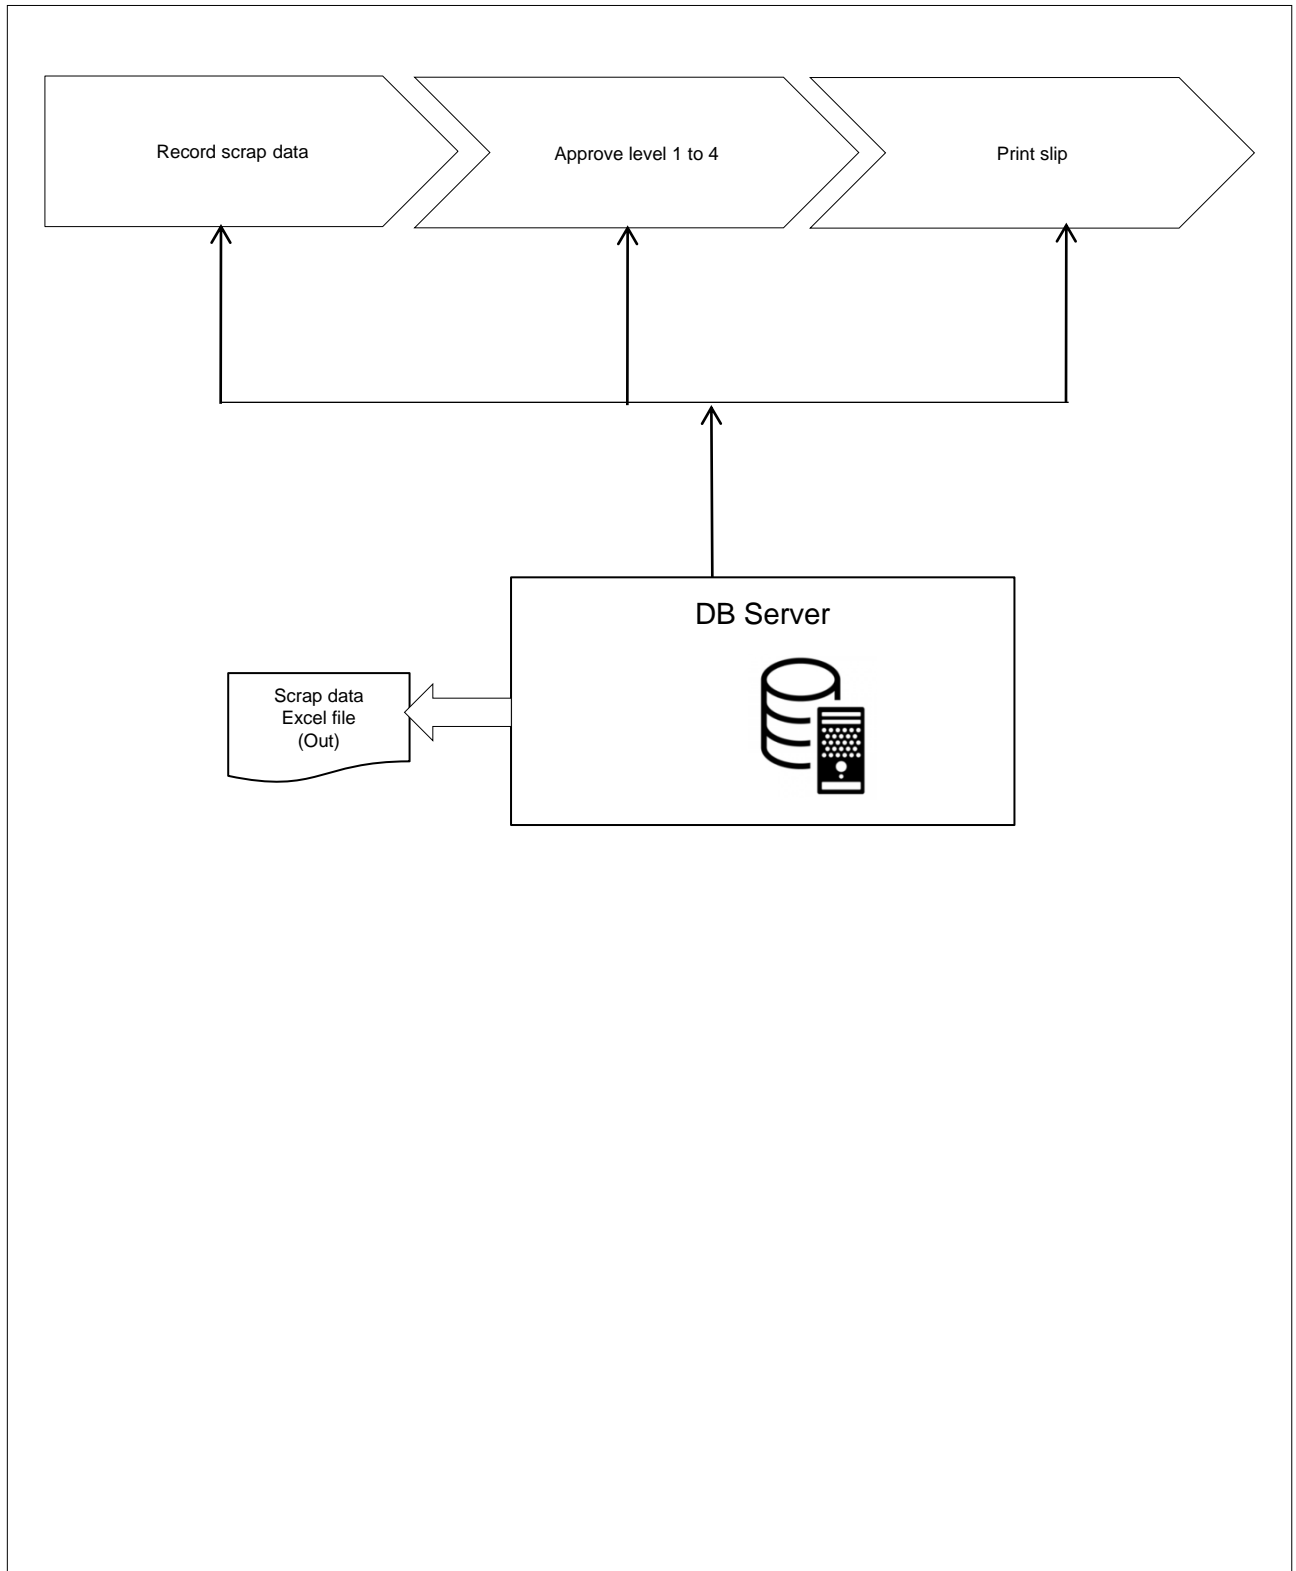 Record scrap data
Approve level 1 to 4
Print slip
DB Server
Scrap data
Excel file
(Out)